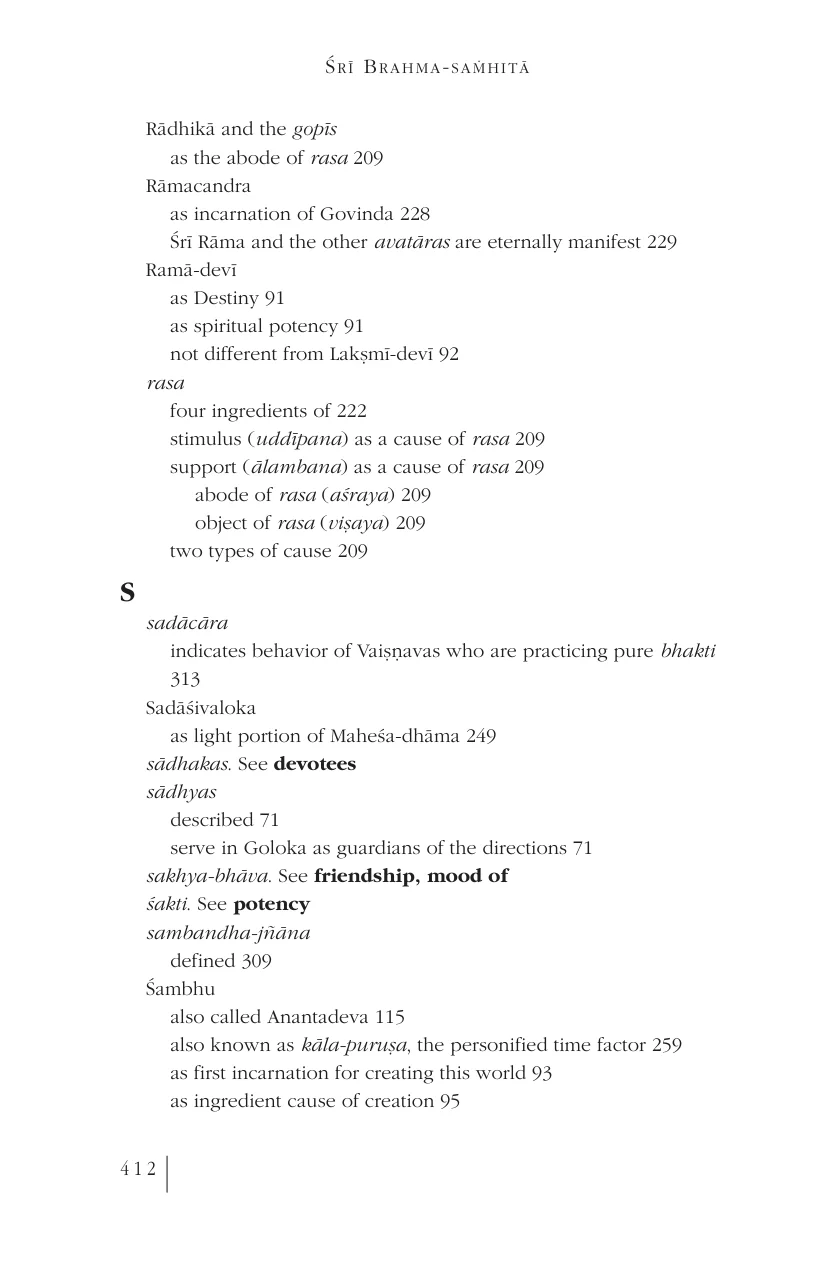 Śrī Brahma-saṁhitā
Rādhikā and the gopīs
as the abode of rasa 209
Rāmacandra
as incarnation of Govinda 228
Śrī Rāma and the other avatāras are eternally manifest 229
Ramā-devī
as Destiny 91
as spiritual potency 91
not different from Lakṣmī-devī 92
rasa
four ingredients of 222
stimulus (uddīpana) as a cause of rasa 209
support (ālambana) as a cause of rasa 209
abode of rasa (aśraya) 209
object of rasa (viṣaya) 209
two types of cause 209
S
sadācāra
indicates behavior of Vaiṣṇavas who are practicing pure bhakti
313
Sadāśivaloka
as light portion of Maheśa-dhāma 249
sādhakas. See devotees
sādhyas
described 71
serve in Goloka as guardians of the directions 71
sakhya-bhāva. See friendship, mood of
śakti. See potency
sambandha-jñāna
defined 309
Śambhu
also called Anantadeva 115
also known as kāla-puruṣa, the personified time factor 259
as first incarnation for creating this world 93
as ingredient cause of creation 95
412